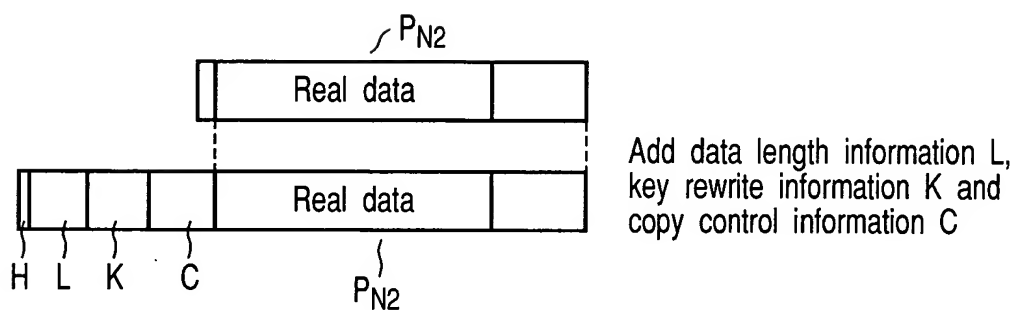 P_N2
Real data
Add data length information L,
key rewrite information K and
copy control information C
Real data
H L K C
P_N2